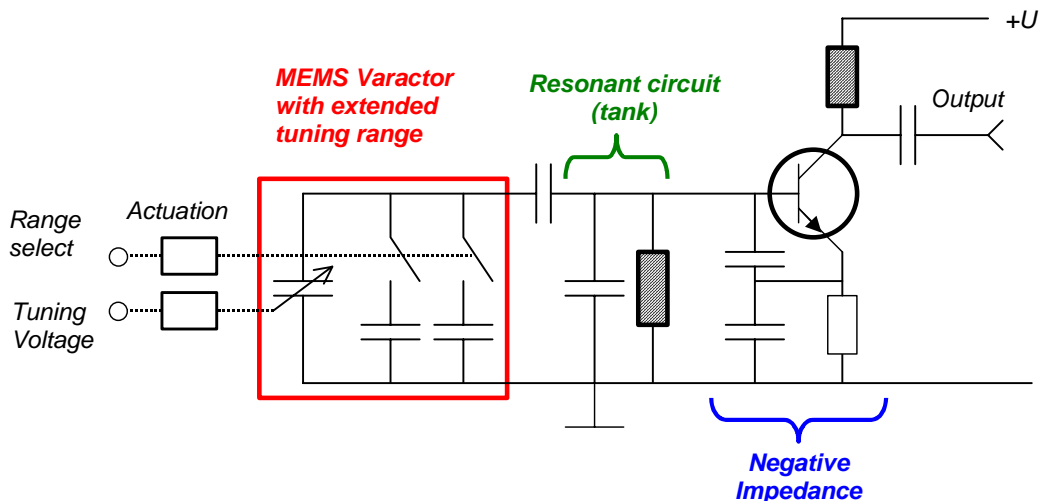 +U
MEMS Varactor
with extended
tuning range
Resonant circuit
(tank)
Output
Actuation
Range
select
Tuning
Voltage
Negative
Impedance